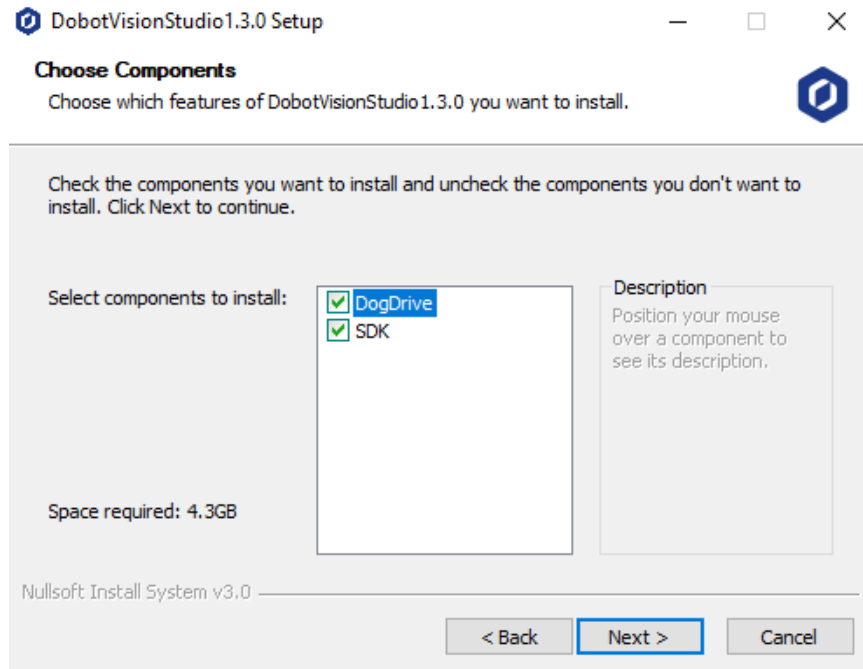 DobotVisionStudio1.3.0 Setup
Choose Components
Choose which features of DobotVisionStudio1.3.0 you want to install.
Check the components you want to install and uncheck the components you don't want to
install. Click Next to continue.
Select components to install:
DogDrive
SDK
Description
Position your mouse
over a component to
see its description.
Space required: 4.3GB
Nullsoft Install System v3.0
< Back
Next >
Cancel